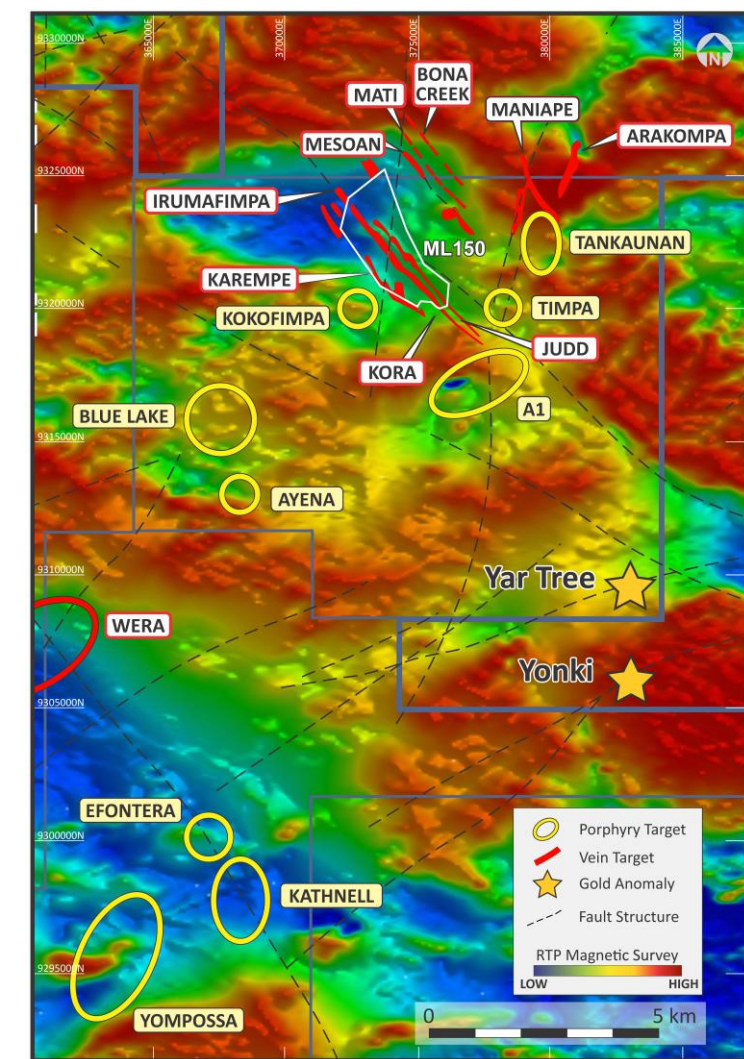 365000E
370000E
375000E
380000E
385000E
N
9330000N
BONA
CREEK
MATI
MANIAPE
ARAKOMPA
MESOAN
9325000N
IRUMAFIMPA
TANKAUNAN
ML150
KAREMPE
9320000N
KOKOFIMPA
TIMPA
JUDD
KORA
A1
BLUE LAKE
9315000N
AYENA
9310000N
Yar Tree
WERA
Yonki
9305000N
EFONTERA
9300000N
KATHNELL
9295000N
YOMPOSSA
Porphyry Target
Vein Target
Gold Anomaly
Fault Structure
RTP Magnetic Survey
LOW HIGH
0 5 km